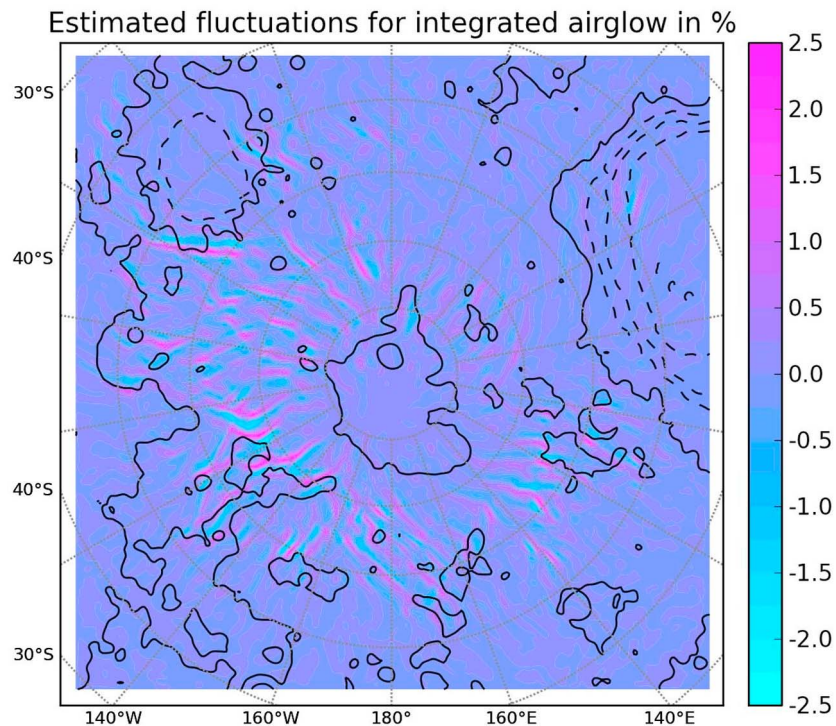 Estimated fluctuations for integrated airglow in %
30°S
40°S
40°S
30°S
140°W
160°W
180°
160°E
140°E
2.5
2.0
1.5
1.0
0.5
0.0
-0.5
-1.0
-1.5
-2.0
-2.5